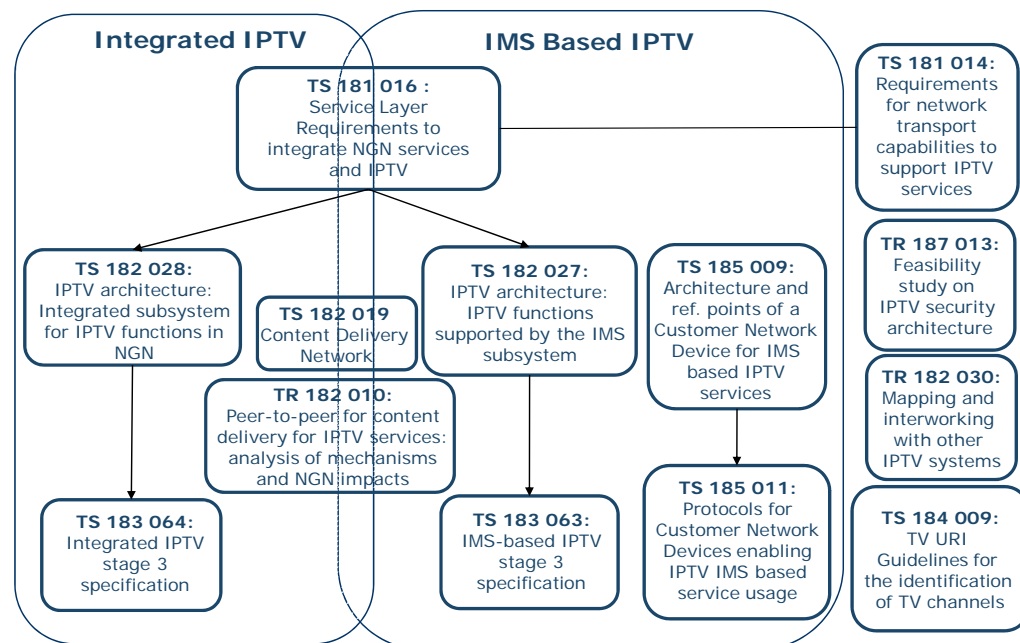 Integrated IPTV
IMS Based IPTV
TS 181 016 :
Service Layer
Requirements to
integrate NGN services
and IPTV
TS 181 014:
Requirements
for network
transport
capabilities to
support IPTV
services
TS 182 028:
IPTV architecture:
Integrated subsystem
for IPTV functions in
NGN
TS 182 019
Content Delivery
Network
TS 182 027:
IPTV architecture:
IPTV functions
supported by the IMS
subsystem
TS 185 009:
Architecture and
ref. points of a
Customer Network
Device for IMS
based IPTV
services
TR 187 013:
Feasibility
study on
IPTV security
architecture
TR 182 010:
Peer-to-peer for content
delivery for IPTV services:
analysis of mechanisms
and NGN impacts
TR 182 030:
Mapping and
interworking
with other
IPTV systems
TS 183 064:
Integrated IPTV
stage 3
specification
TS 183 063:
IMS-based IPTV
stage 3
specification
TS 185 011:
Protocols for
Customer Network
Devices enabling
IPTV IMS based
service usage
TS 184 009:
TV URI
Guidelines for
the identification
of TV channels